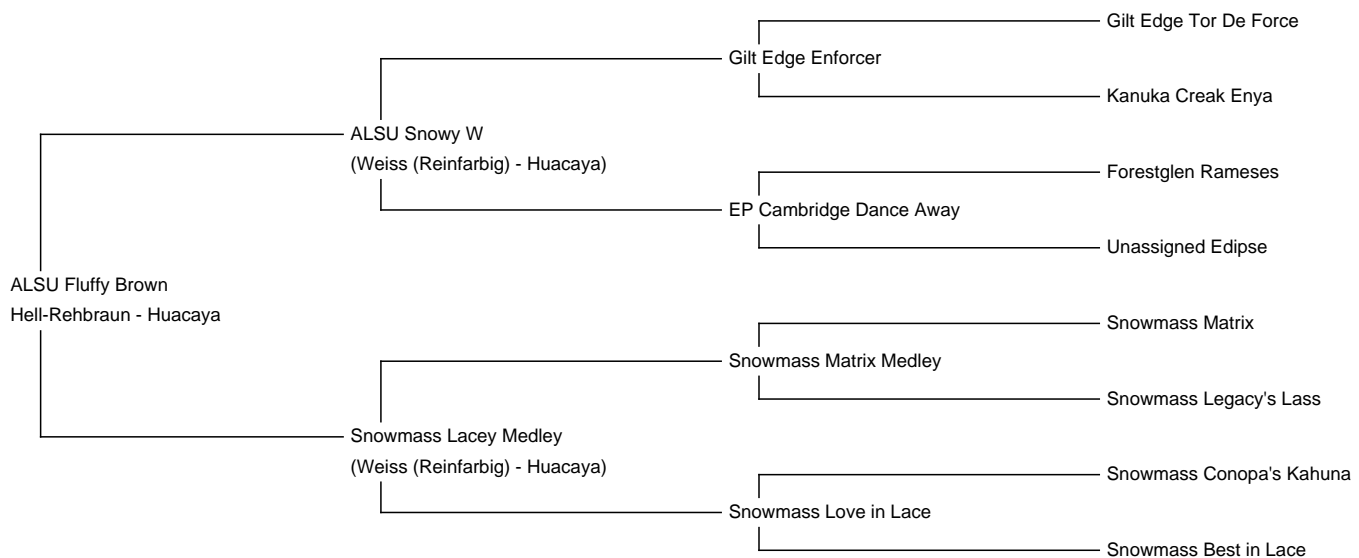 Gilt Edge Tor De Force
Gilt Edge Enforcer
Kanuka Creak Enya
ALSU Snowy W
(Weiss (Reinfarbig) - Huacaya)
Forestglen Rameses
EP Cambridge Dance Away
Unassigned Edipse
ALSU Fluffy Brown
Hell-Rehbraun - Huacaya
Snowmass Matrix
Snowmass Matrix Medley
Snowmass Legacy's Lass
Snowmass Lacey Medley
(Weiss (Reinfarbig) - Huacaya)
Snowmass Conopa's Kahuna
Snowmass Love in Lace
Snowmass Best in Lace